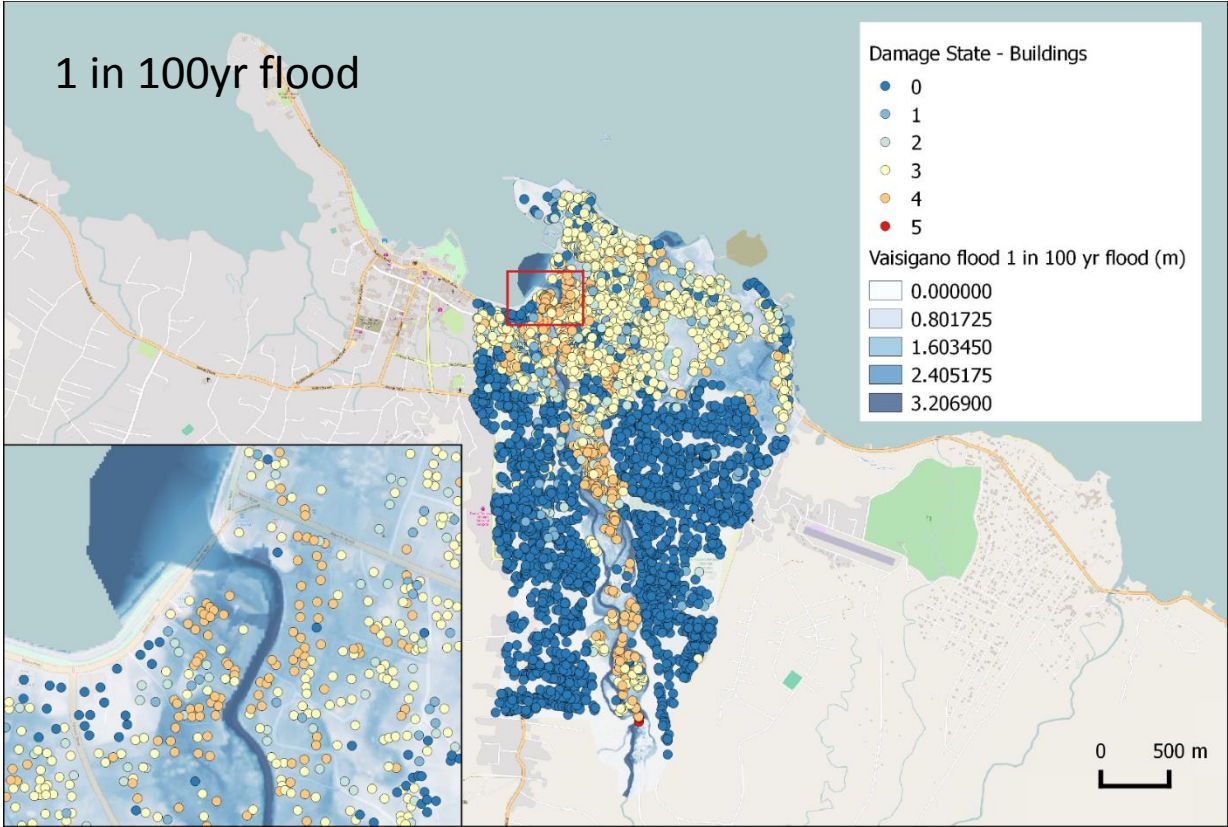 1 in 100yr flood
Damage State - Buildings
0
1
2
3
4
5
Vaisigano flood 1 in 100 yr flood (m)
0.000000
0.801725
1.603450
2.405175
3.206900
0 500 m